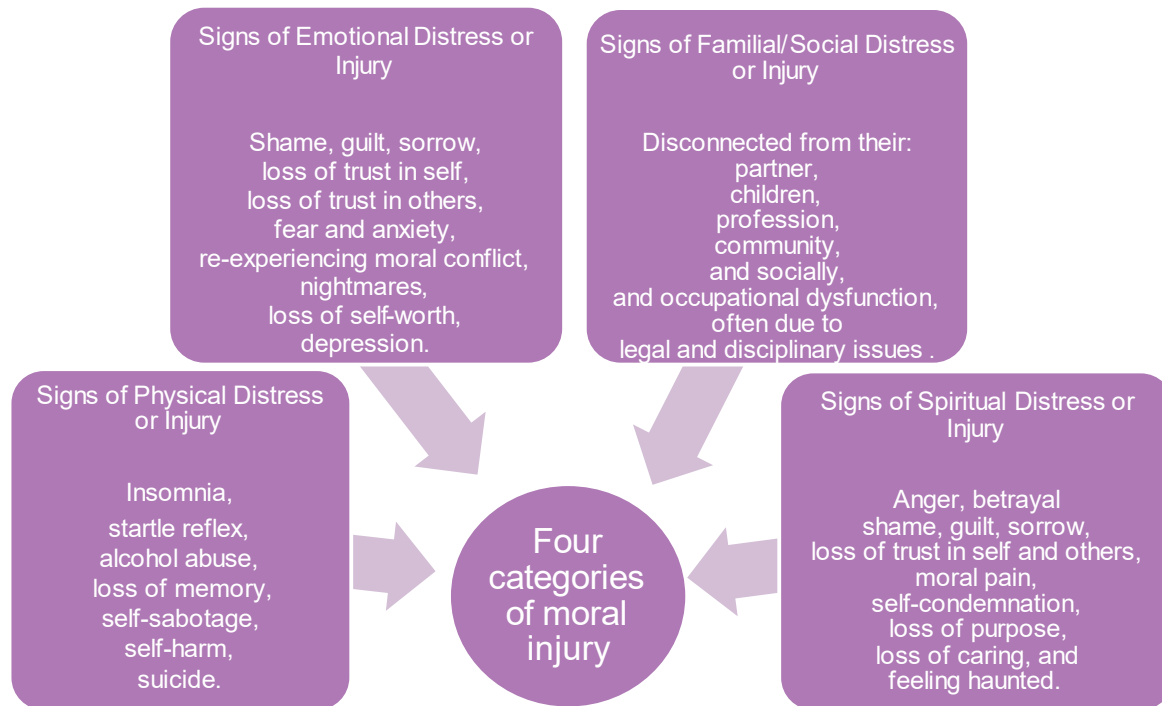 Signs of Emotional Distress or
Injury
Shame, guilt, sorrow,
loss of trust in self,
loss of trust in others,
fear and anxiety,
re-experiencing moral conflict,
nightmares,
loss of self-worth,
depression.
Signs of Familial/Social Distress
or Injury
Disconnected from their:
partner,
children,
profession,
community,
and socially,
and occupational dysfunction,
often due to
legal and disciplinary issues .
Signs of Physical Distress
or Injury
Insomnia,
startle reflex,
alcohol abuse,
loss of memory,
self-sabotage,
self-harm,
suicide.
Four
categories
of moral
injury
Signs of Spiritual Distress or
Injury
Anger, betrayal
shame, guilt, sorrow,
loss of trust in self and others,
moral pain,
self-condemnation,
loss of purpose,
loss of caring, and
feeling haunted.